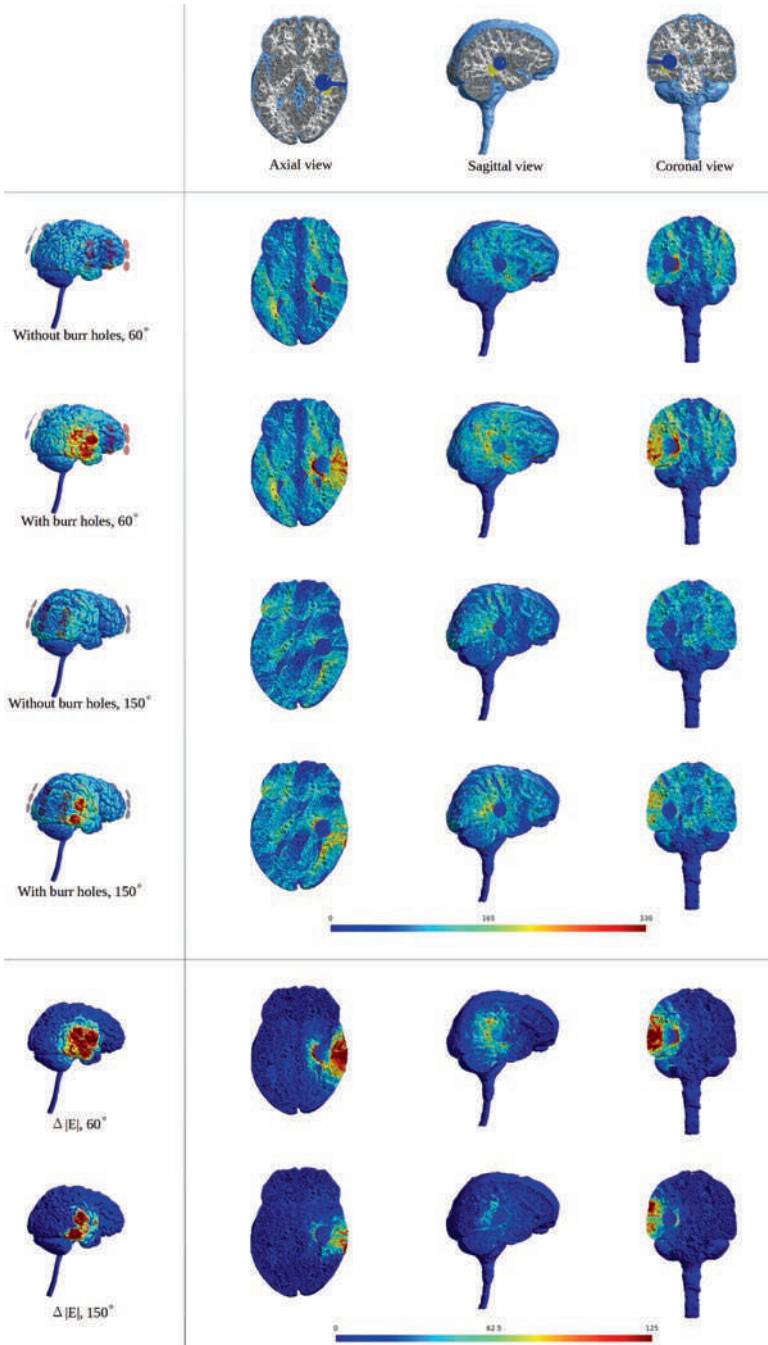 Axial view
Sagittal view
Coronal view
Without burr holes, 60°
With burr holes, 60°
Without burr holes, 150°
With burr holes, 150°
0 165 330
Δ |E|, 60°
Δ |E|, 150°
0 62.5 125